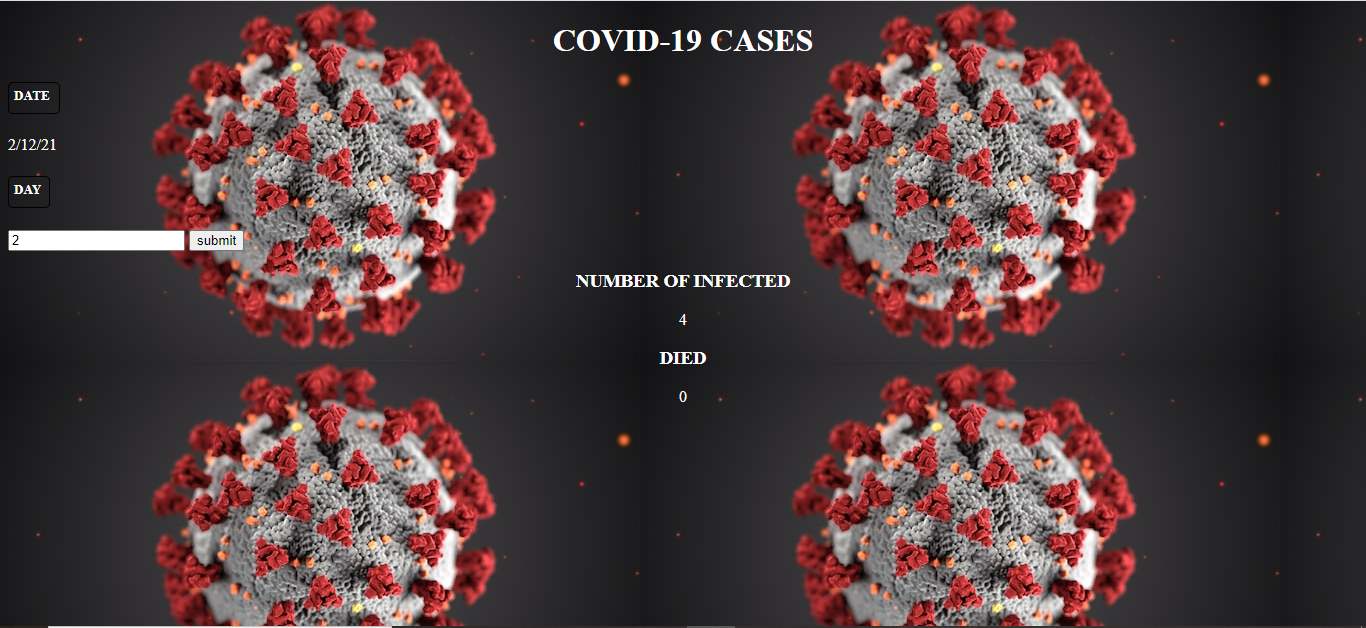 COVID-19 CASES
DATE
2/12/21
DAY
2 submit
NUMBER OF INFECTED
4
DIED
0